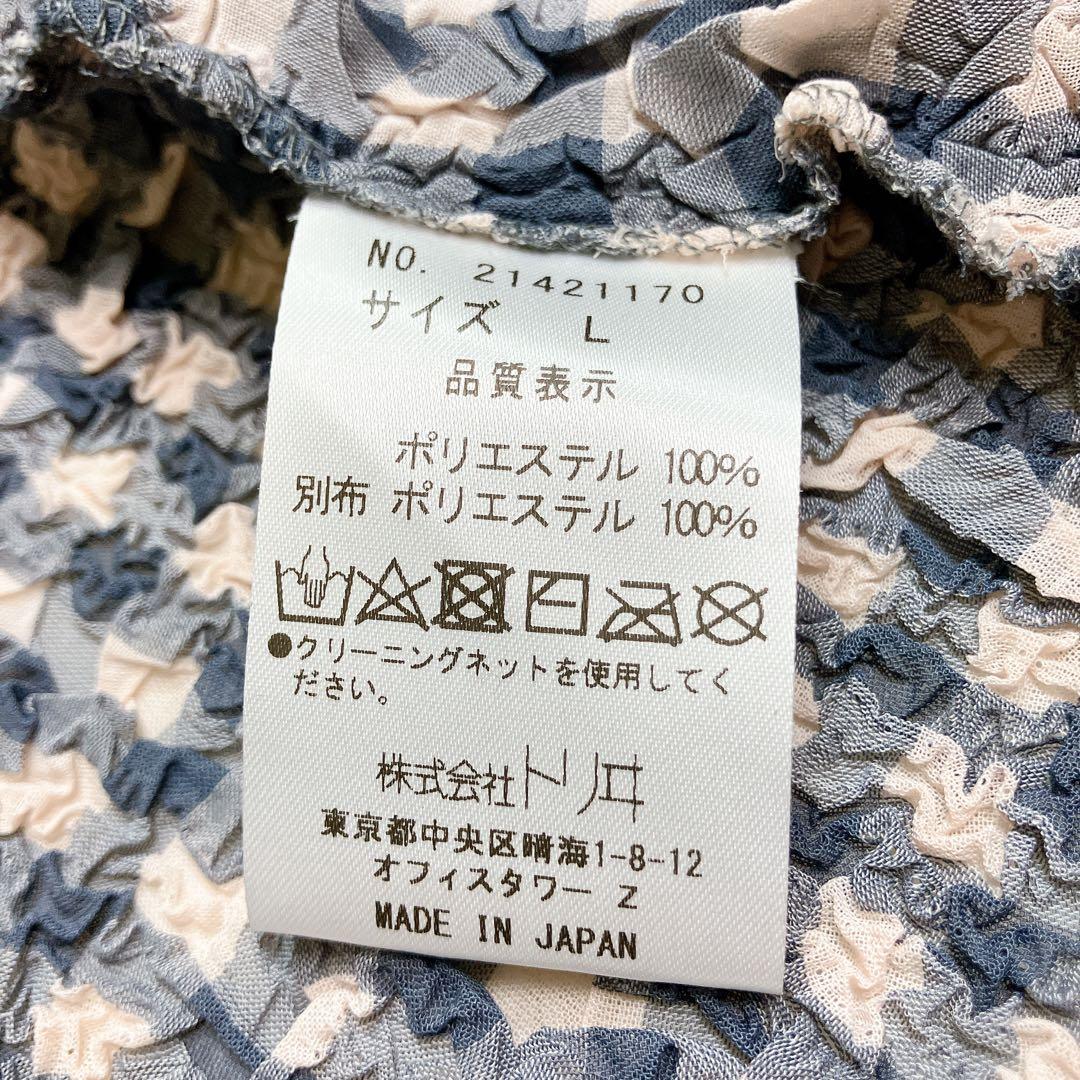 NO. 21421170
サイズ L
品質表示
ポリエステル 100%
別布 ポリエステル 100%
●クリーニングネットを使用してく
ださい。
株式会社トリヰ
東京都中央区晴海1-8-12
オフィスタワー Z
MADE IN JAPAN